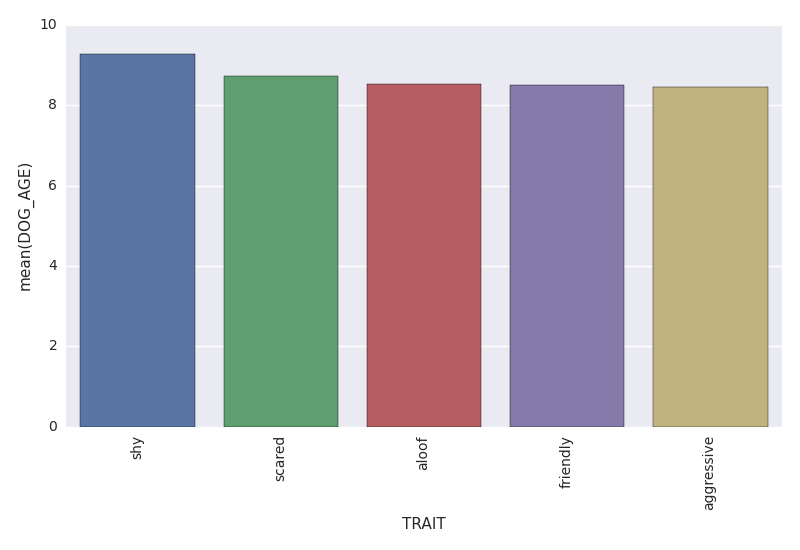 10
8
6
4
2
0
mean(DOG_AGE)
shy
scared
aloof
friendly
aggressive
TRAIT